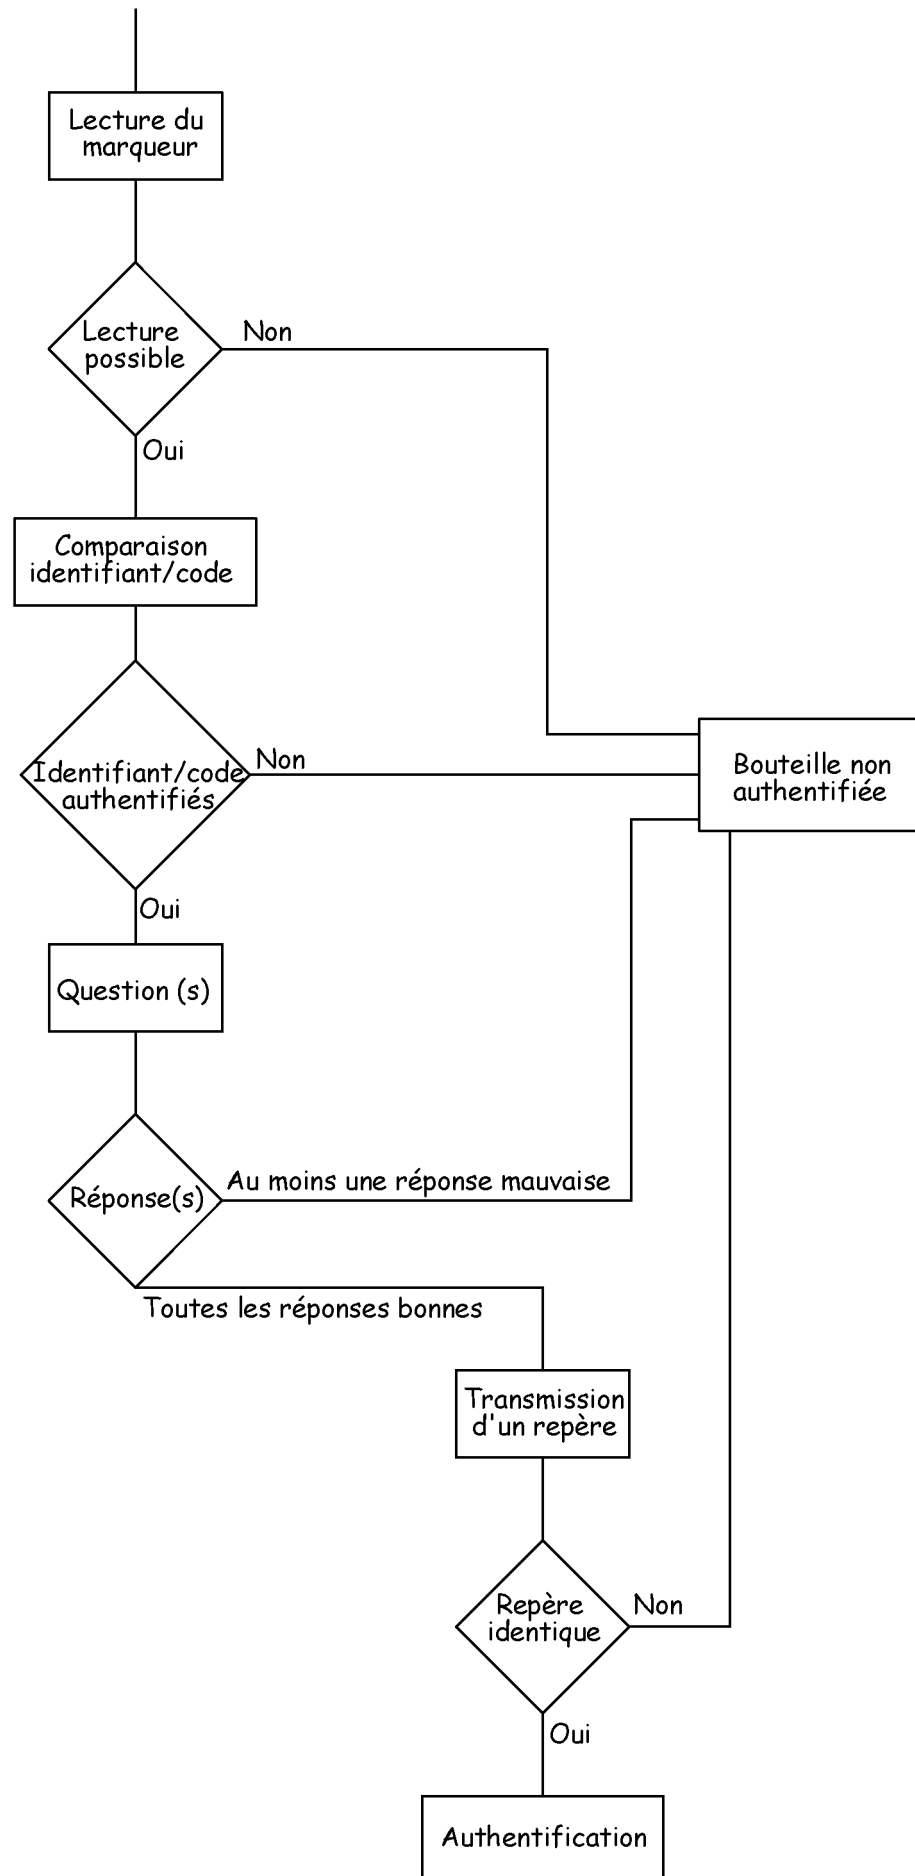 Lecture du
marqueur
Lecture
possible
Non
Oui
Comparaison
identifiant/code
Identifiant/code
authentifiés
Non
Bouteille non
authentifiée
Oui
Question (s)
Réponse(s)
Au moins une réponse mauvaise
Toutes les réponses bonnes
Transmission
d'un repère
Repère
identique
Non
Oui
Authentification